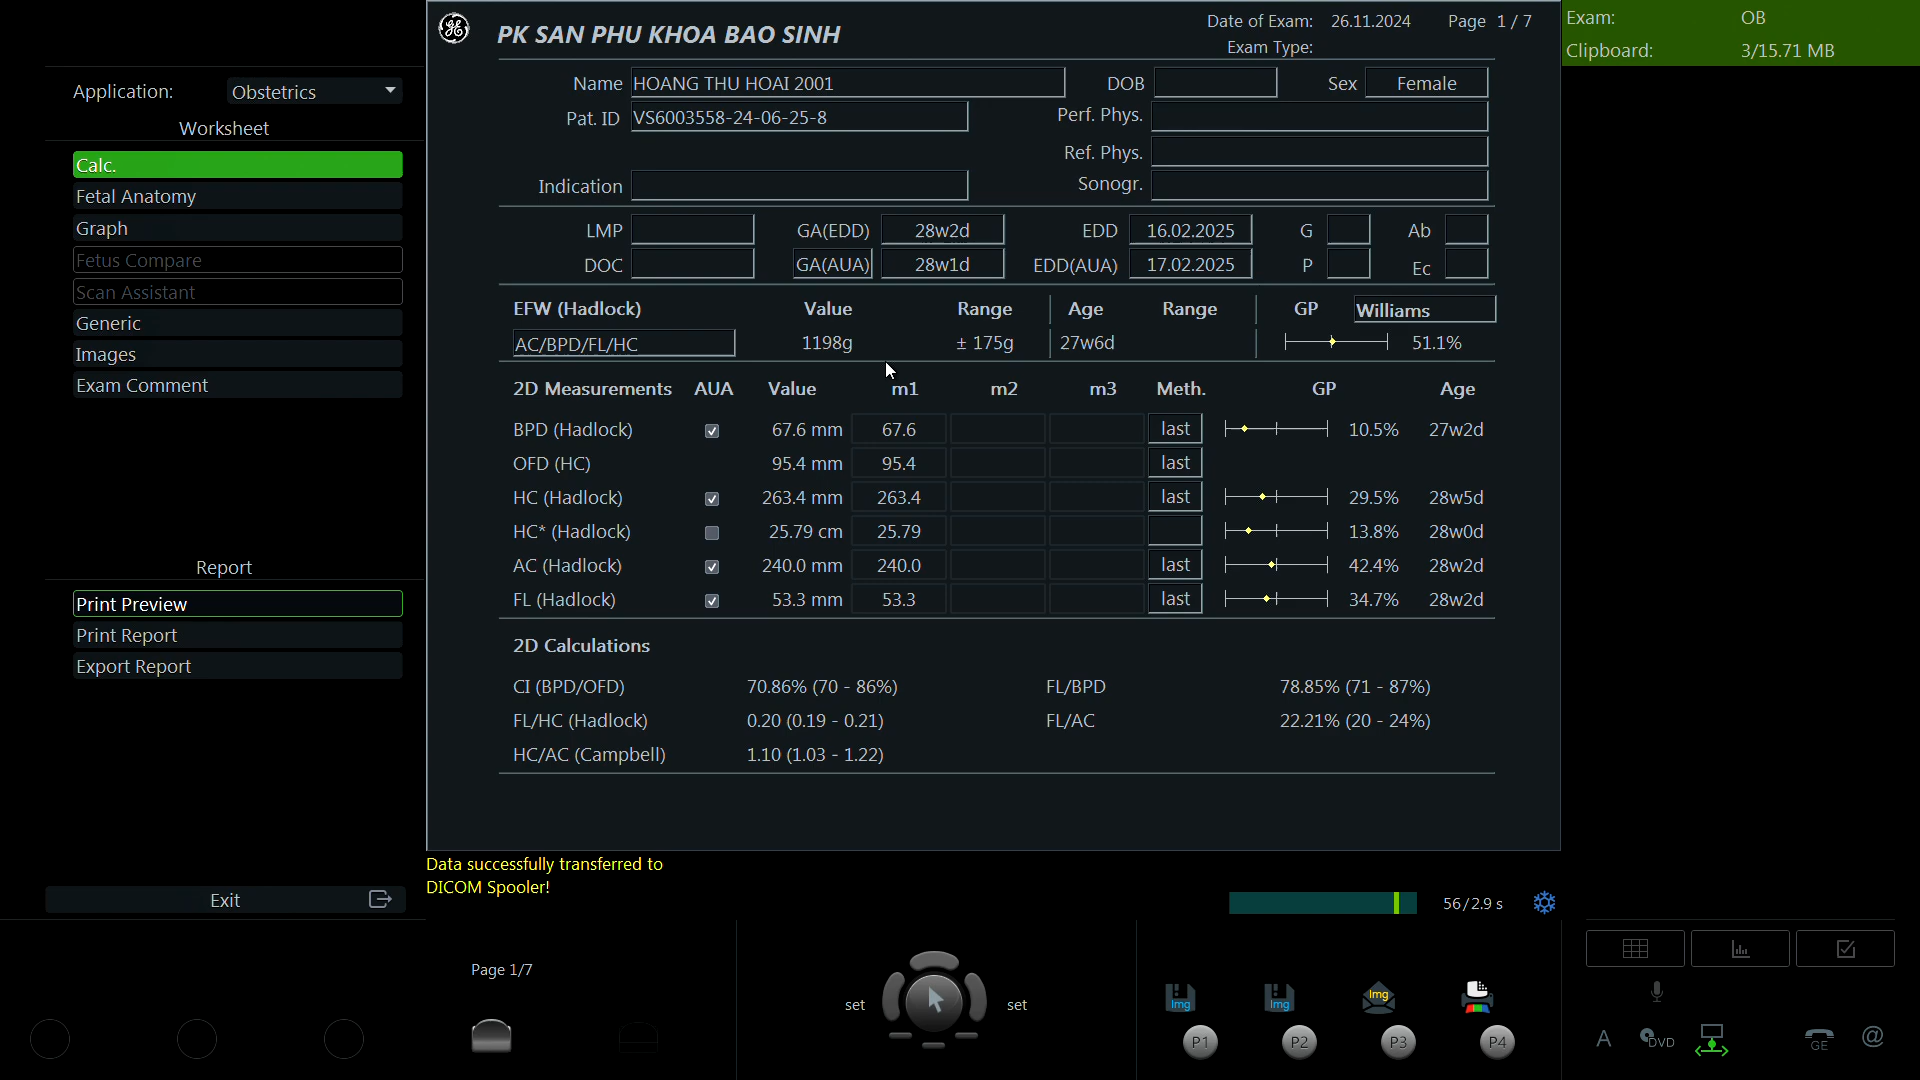 PK SAN PHU KHOA BAO SINH
Date of Exam: 26.11.2024 Page 1 / 7
Exam Type:
Exam: OB
Clipboard: 3/15.71 MB
Application: Obstetrics
Worksheet
Calc.
Fetal Anatomy
Graph
Fetus Compare
Scan Assistant
Generic
Images
Exam Comment
Report
Print Preview
Print Report
Export Report
Exit
Name HOANG THU HOAI 2001 DOB Sex Female
Pat. ID VS6003558-24-06-25-8 Perf. Phys.
Ref. Phys.
Indication Sonogr.
LMP GA(EDD) 28w2d EDD 16.02.2025 G Ab
DOC GA(AUA) 28w1d EDD(AUA) 17.02.2025 P Ec
EFW (Hadlock) Value Range Age Range GP Williams
AC/BPD/FL/HC 1198g ± 175g 27w6d 51.1%
2D Measurements AUA Value m1 m2 m3 Meth. GP Age
BPD (Hadlock) 67.6 mm 67.6 last 10.5% 27w2d
OFD (HC) 95.4 mm 95.4 last
HC (Hadlock) 263.4 mm 263.4 last 29.5% 28w5d
HC* (Hadlock) 25.79 cm 25.79 13.8% 28w0d
AC (Hadlock) 240.0 mm 240.0 last 42.4% 28w2d
FL (Hadlock) 53.3 mm 53.3 last 34.7% 28w2d
2D Calculations
CI (BPD/OFD) 70.86% (70 - 86%) FL/BPD 78.85% (71 - 87%)
FL/HC (Hadlock) 0.20 (0.19 - 0.21) FL/AC 22.21% (20 - 24%)
HC/AC (Campbell) 1.10 (1.03 - 1.22)
Data successfully transferred to
DICOM Spooler!
56/2.9 s
Page 1/7
set set
Img Img Img
P1 P2 P3 P4
A DVD GE @